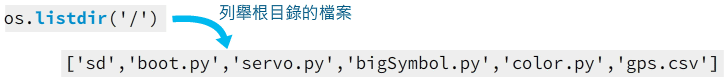 os.listdir('/')
列舉根目錄的檔案
['sd','boot.py','servo.py','bigSymbol.py','color.py','gps.csv']